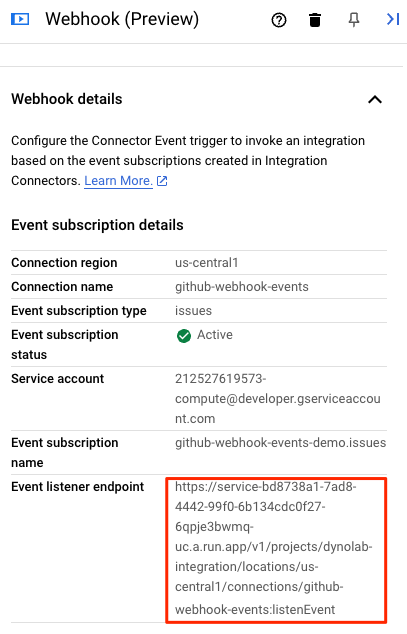 Webhook (Preview)
Webhook details
Configure the Connector Event trigger to invoke an integration
based on the event subscriptions created in Integration
Connectors. Learn More.
Event subscription details
Connection region us-central1
Connection name github-webhook-events
Event subscription type issues
Event subscription Active
status
Service account 212527619573-
compute@developer.gserviceaccou
nt.com
Event subscription github-webhook-events-demo.issues
name
Event listener endpoint https://service-bd8738a1-7ad8-
4442-99f0-6b134cdc0f27-
6qpje3bwmq-
uc.a.run.app/v1/projects/dynolab-
integration/locations/us-
central1/connections/github-
webhook-events:listenEvent